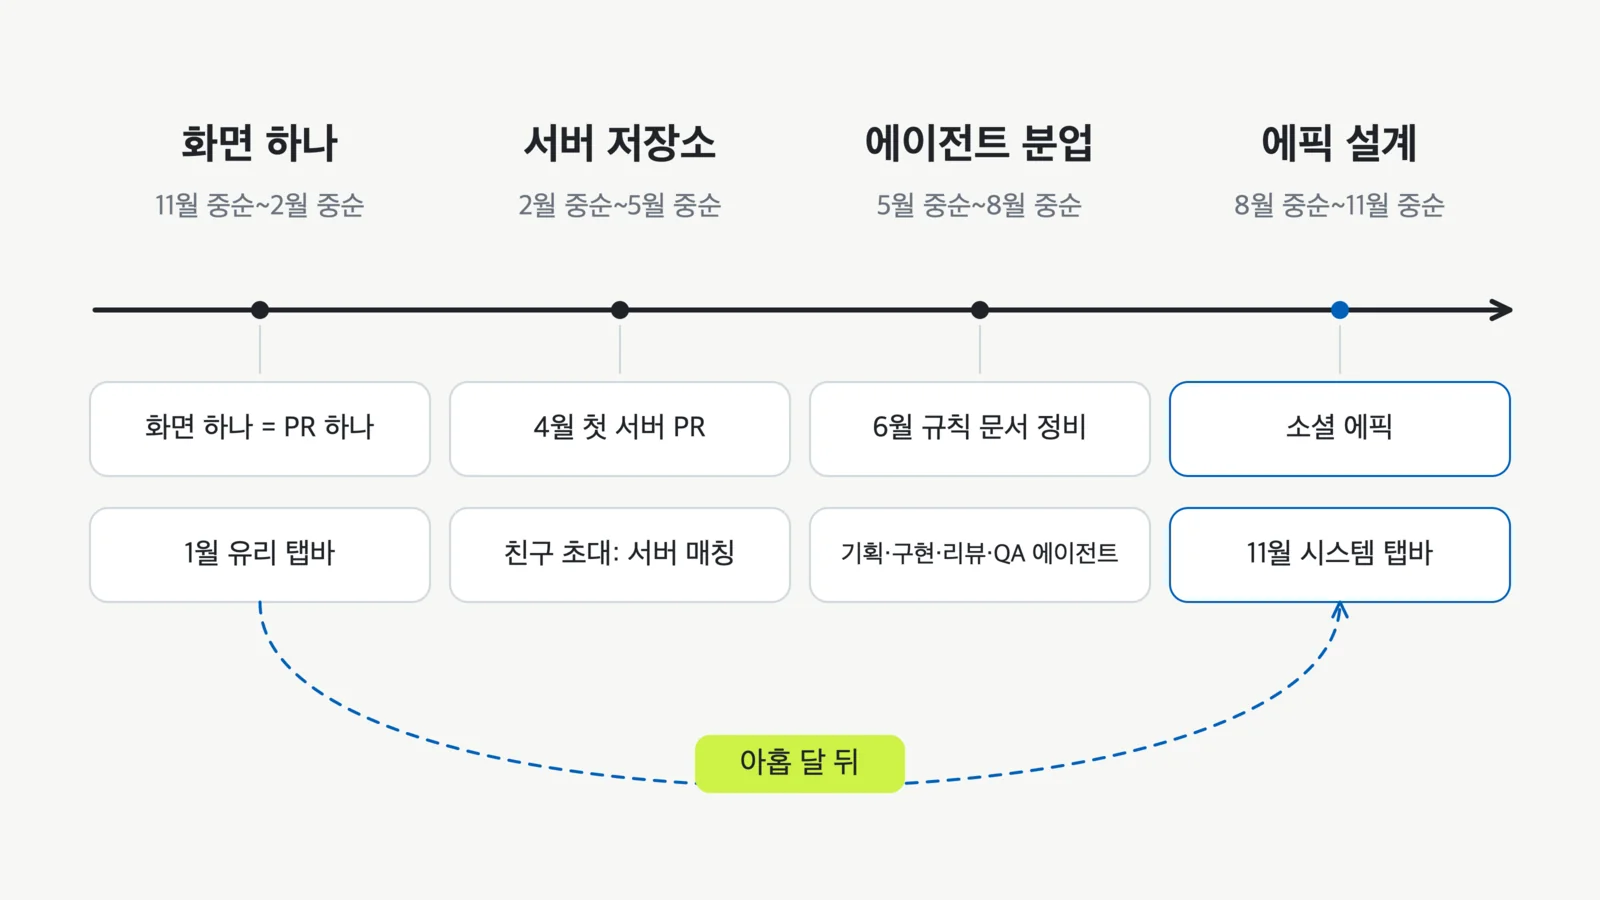 화면 하나
11월 중순~2월 중순
서버 저장소
2월 중순~5월 중순
에이전트 분업
5월 중순~8월 중순
에픽 설계
8월 중순~11월 중순
화면 하나 = PR 하나
4월 첫 서버 PR
6월 규칙 문서 정비
소셜 에픽
1월 유리 탭바
친구 초대: 서버 매칭
기획·구현·리뷰·QA 에이전트
11월 시스템 탭바
아홉 달 뒤